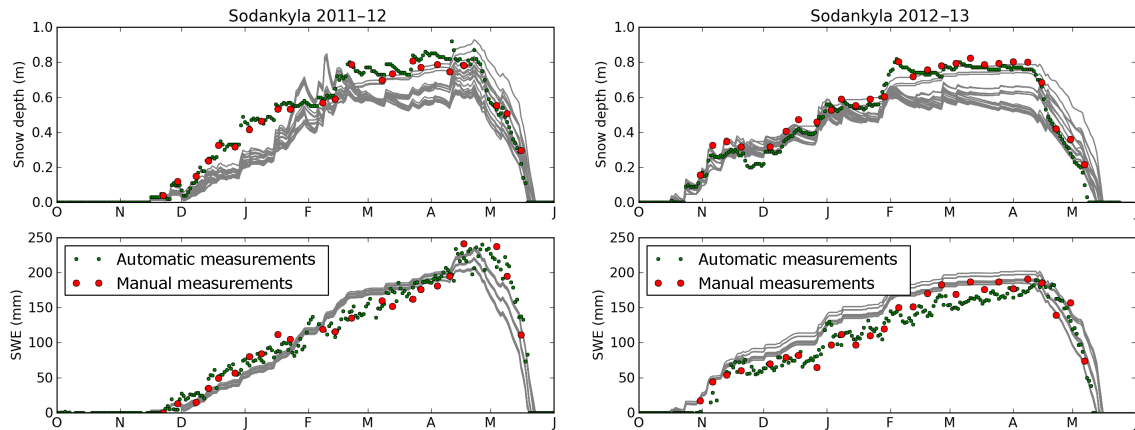 Sodankyla 2011–12
Snow depth (m)
1.0
0.8
0.6
0.4
0.2
0.0
O N D J F M A M J
Sodankyla 2012–13
Snow depth (m)
1.0
0.8
0.6
0.4
0.2
0.0
O N D J F M A M J
SWE (mm)
250
200
150
100
50
0
Automatic measurements
Manual measurements
O N D J F M A M J
SWE (mm)
250
200
150
100
50
0
Automatic measurements
Manual measurements
O N D J F M A M J